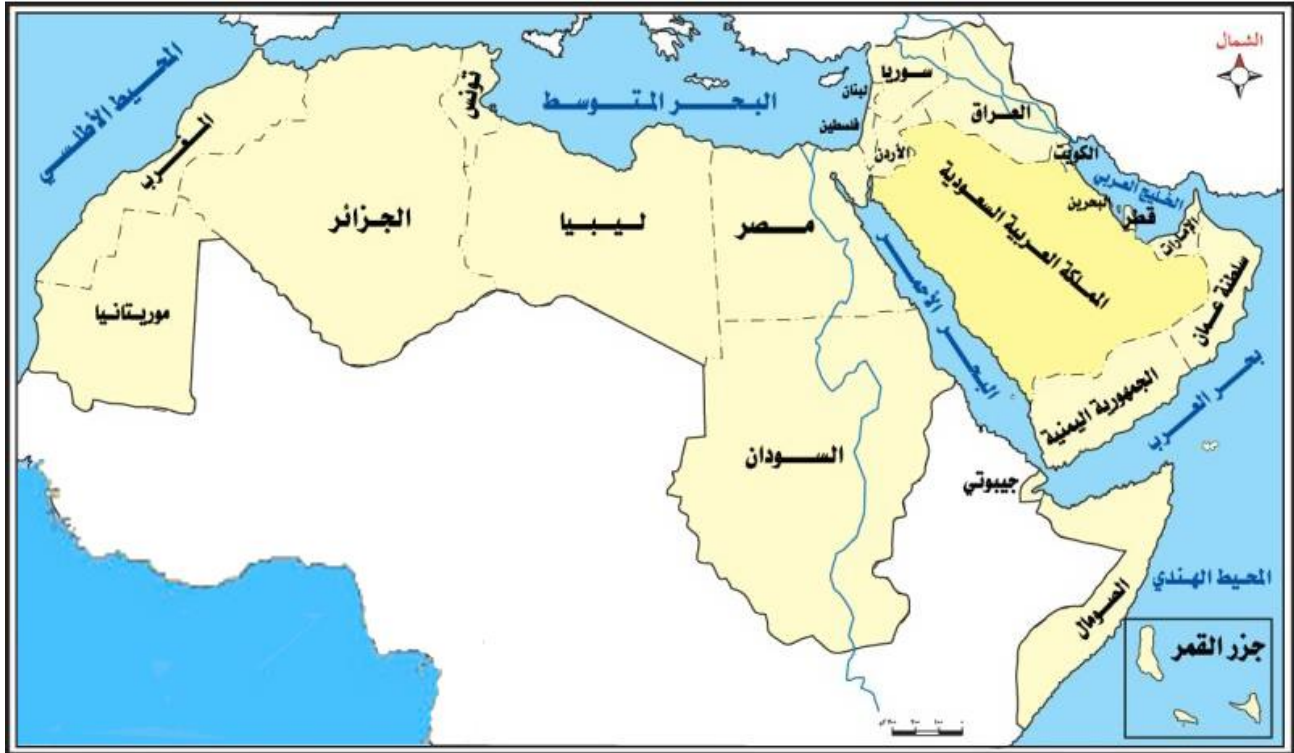 الشمال
المحيط الأطلسي
البحر المتوسط
سوريا
لبنان
تونس
العراق
فلسطين
المغرب
الأردن
الكويت
الخليج العربي
البحرين
قطر
الجزائر
ليبيا
مصر
المملكة العربية السعودية
الإمارات
سلطنة عمان
البحر الأحمر
موريتانيا
الجمهورية اليمنية
بحر العرب
السودان
جيبوتي
المحيط الهندي
الصومال
جزر القمر